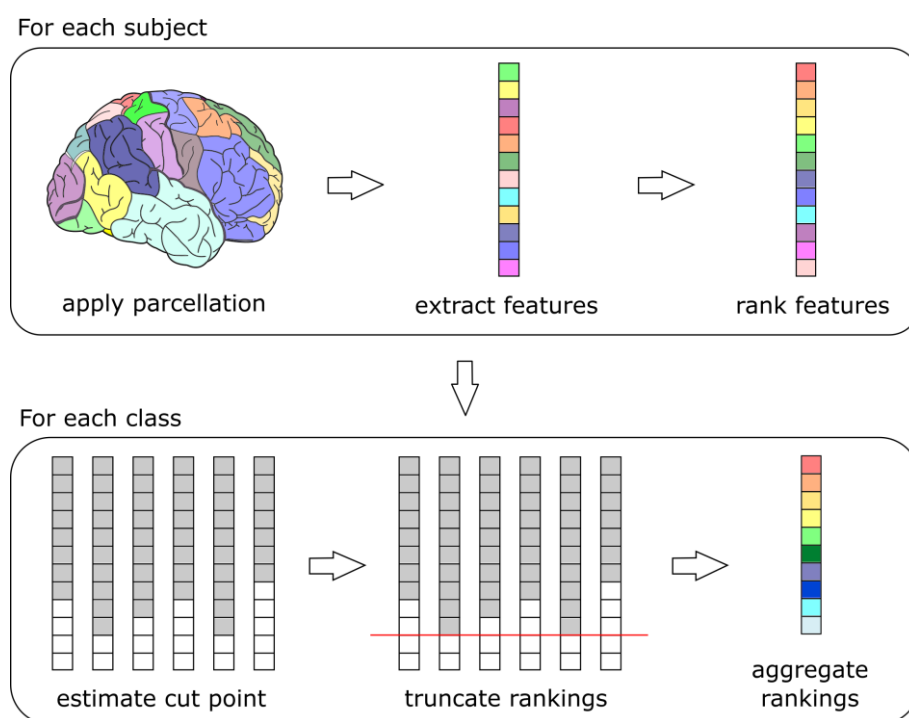 For each subject
apply parcellation
extract features
rank features
For each class
estimate cut point
truncate rankings
aggregate
rankings